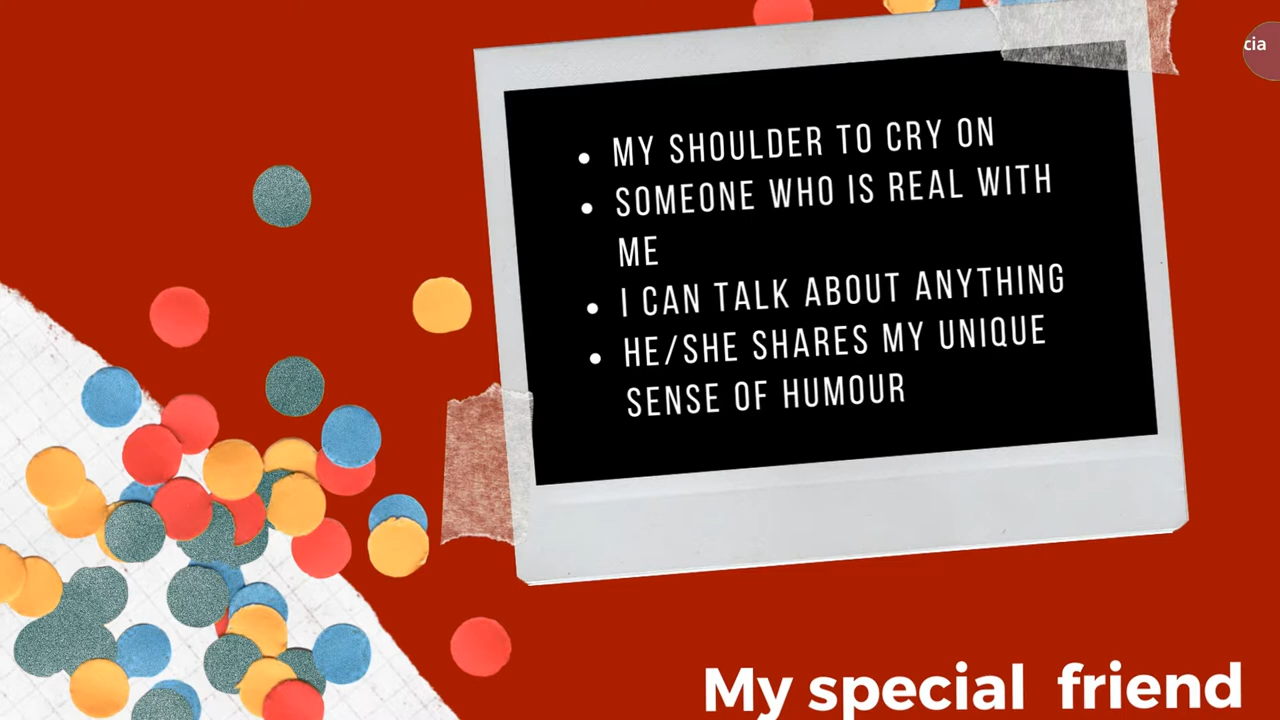 cia
• MY SHOULDER TO CRY ON
• SOMEONE WHO IS REAL WITH
ME
• I CAN TALK ABOUT ANYTHING
• HE/SHE SHARES MY UNIQUE
SENSE OF HUMOUR
My special friend